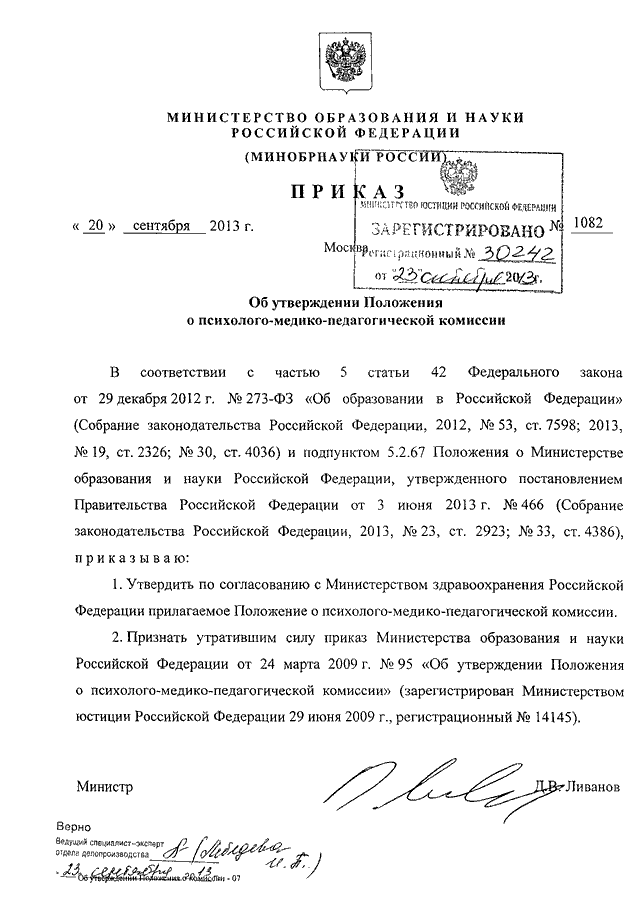 МИНИСТЕРСТВО ОБРАЗОВАНИЯ И НАУКИ
РОССИЙСКОЙ ФЕДЕРАЦИИ
(МИНОБРНАУКИ РОССИИ)
П Р И К А З
МИНИСТЕРСТВО ЮСТИЦИИ РОССИЙСКОЙ ФЕДЕРАЦИИ
ЗАРЕГИСТРИРОВАНО
Регистрационный № 30242
от "23" 2013г.
« 20 » сентября 2013 г. № 1082
Москва
Об утверждении Положения
о психолого-медико-педагогической комиссии
В соответствии с частью 5 статьи 42 Федерального закона
от 29 декабря 2012 г. № 273-ФЗ «Об образовании в Российской Федерации»
(Собрание законодательства Российской Федерации, 2012, № 53, ст. 7598; 2013,
№ 19, ст. 2326; № 30, ст. 4036) и подпунктом 5.2.67 Положения о Министерстве
образования и науки Российской Федерации, утвержденного постановлением
Правительства Российской Федерации от 3 июня 2013 г. № 466 (Собрание
законодательства Российской Федерации, 2013, № 23, ст. 2923; № 33, ст. 4386),
п р и к а з ы в а ю:
1. Утвердить по согласованию с Министерством здравоохранения Российской
Федерации прилагаемое Положение о психолого-медико-педагогической комиссии.
2. Признать утратившим силу приказ Министерства образования и науки
Российской Федерации от 24 марта 2009 г. № 95 «Об утверждении Положения
о психолого-медико-педагогической комиссии» (зарегистрирован Министерством
юстиции Российской Федерации 29 июня 2009 г., регистрационный № 14145).
Министр Д.В. Ливанов
Верно
Ведущий специалист-эксперт
отдела делопроизводства (Лебедева
И.П.)
23 сентября 2013
Об утверждении Положения о комиссии - 07